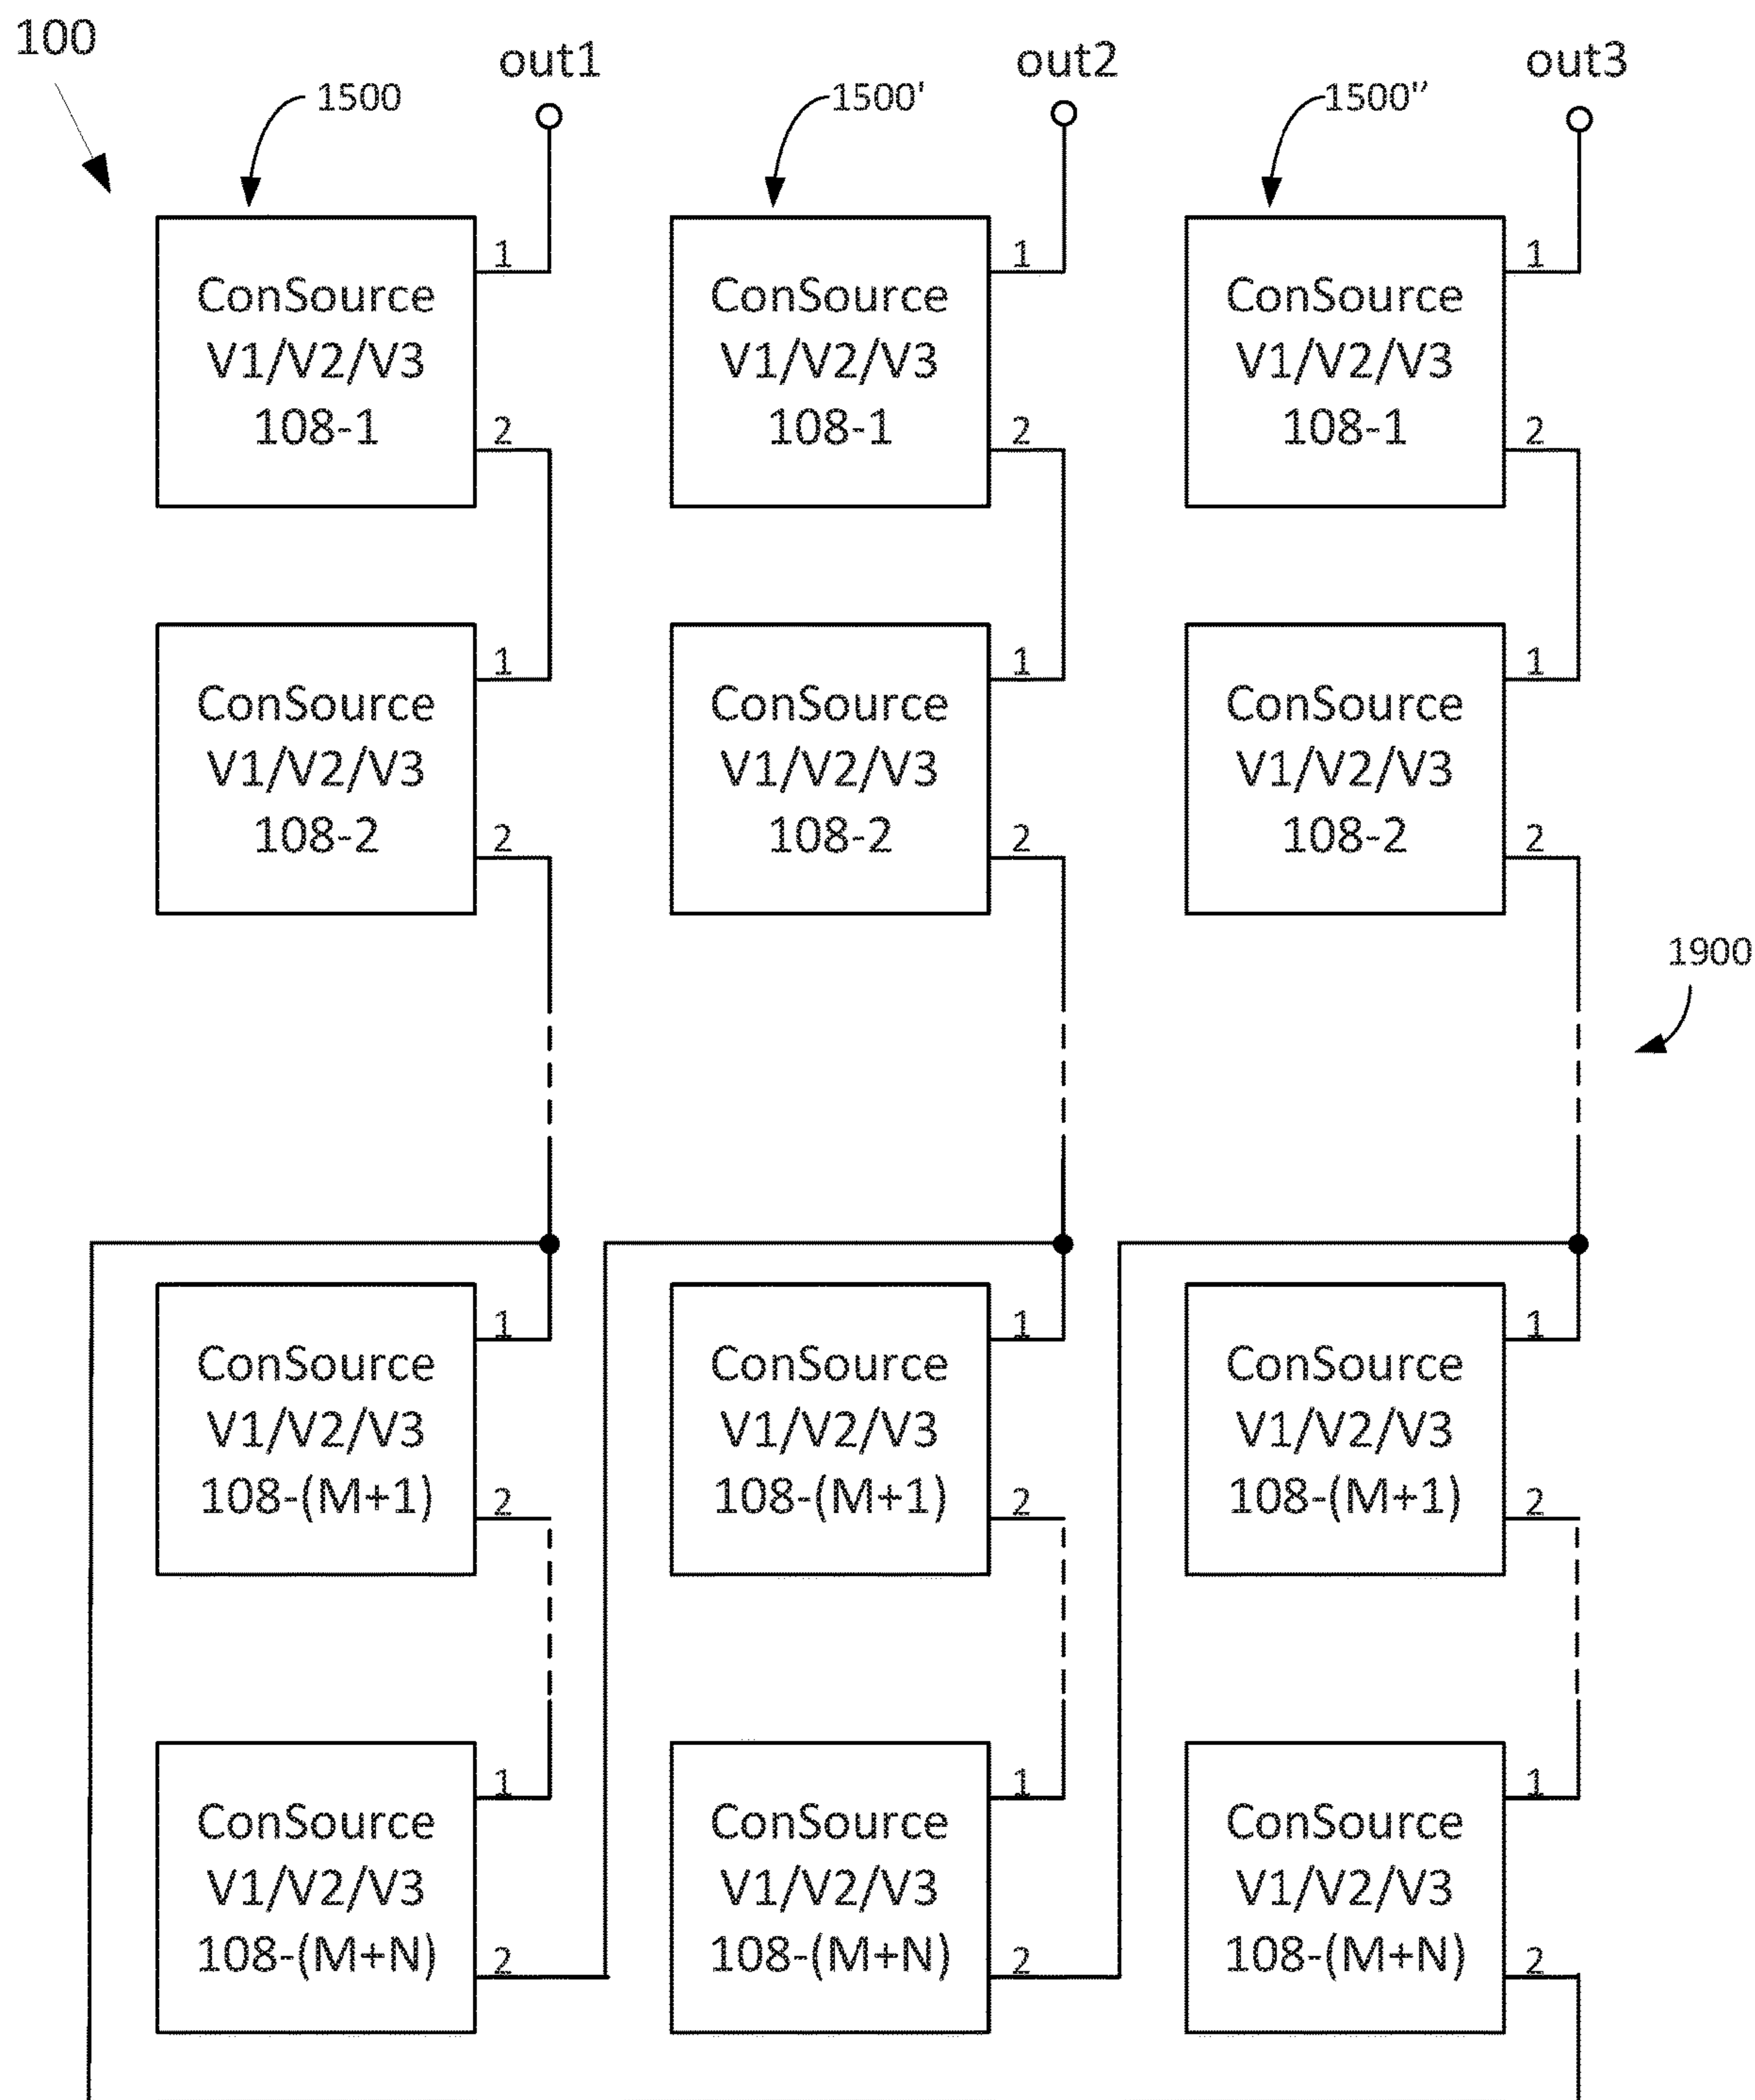 100
out1
out2
out3
1500
1500'
1500''
ConSource
V1/V2/V3
108-1
1
2
ConSource
V1/V2/V3
108-1
1
2
ConSource
V1/V2/V3
108-1
1
2
ConSource
V1/V2/V3
108-2
1
2
ConSource
V1/V2/V3
108-2
1
2
ConSource
V1/V2/V3
108-2
1
2
1900
ConSource
V1/V2/V3
108-(M+1)
1
2
ConSource
V1/V2/V3
108-(M+1)
1
2
ConSource
V1/V2/V3
108-(M+1)
1
2
ConSource
V1/V2/V3
108-(M+N)
1
2
ConSource
V1/V2/V3
108-(M+N)
1
2
ConSource
V1/V2/V3
108-(M+N)
1
2